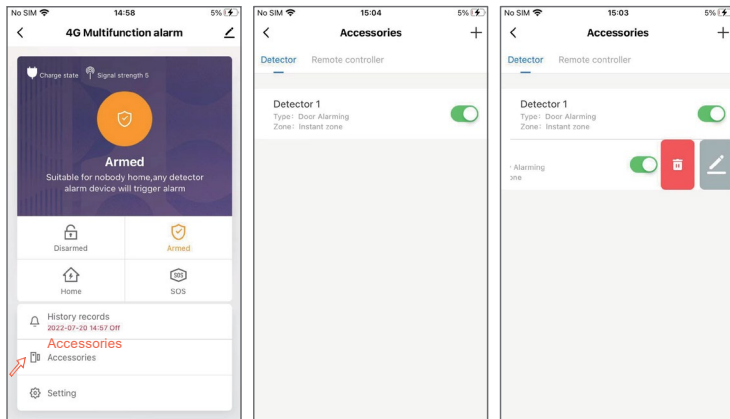 No SIM 14:58 5%
4G Multifunction alarm
Charge state Signal strength 5
Armed
Suitable for nobody home,any detector
alarm device will trigger alarm
Disarmed Armed
SOS
Home SOS
History records
2022-07-20 14:57 Off
Accessories
Accessories
Setting
No SIM 15:04 5%
Accessories
Detector Remote controller
Detector 1
Type: Door Alarming
Zone: Instant zone
No SIM 15:03 5%
Accessories
Detector Remote controller
Detector 1
Type: Door Alarming
Zone: Instant zone
Alarming
one